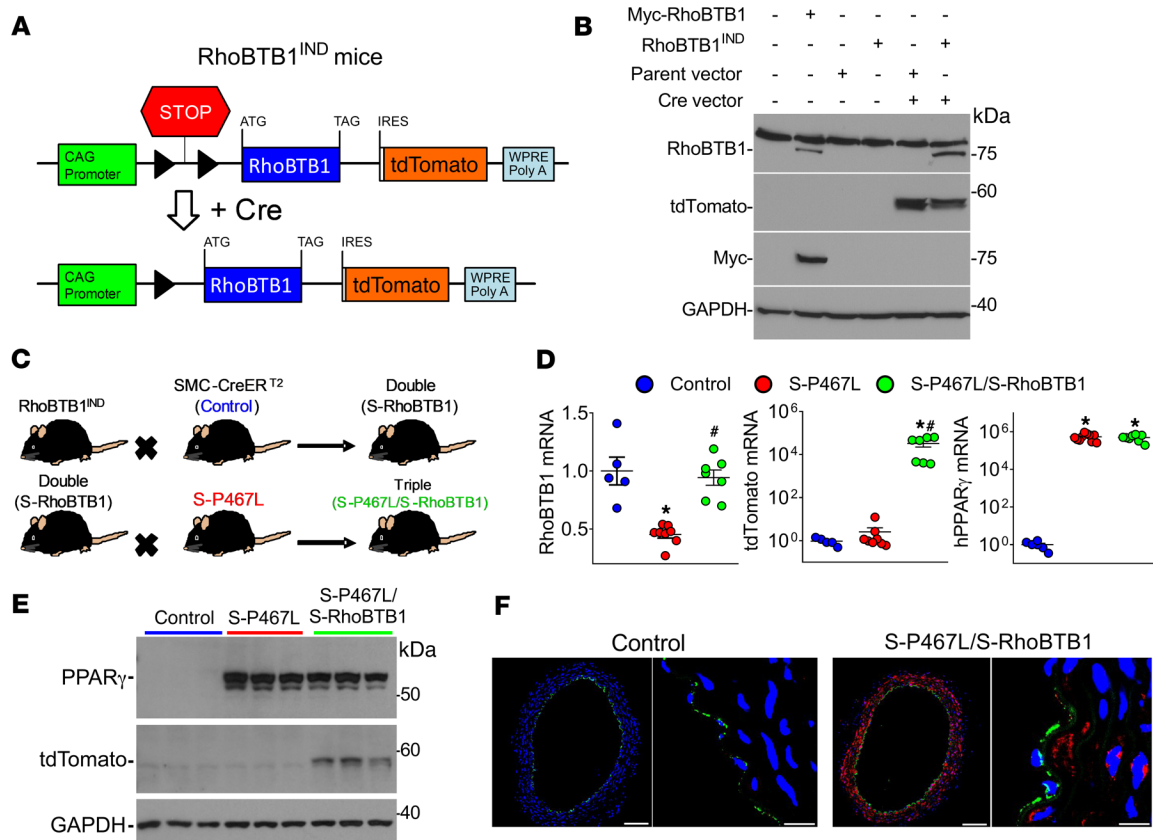 A
RhoBTB1IND mice
STOP
ATG
TAG
IRES
CAG
Promoter
RhoBTB1
tdTomato
WPRE
Poly A
+ Cre
ATG
TAG
IRES
CAG
Promoter
RhoBTB1
tdTomato
WPRE
Poly A
B
Myc-RhoBTB1 - + - - - -
RhoBTB1IND - - - + - +
Parent vector - - + - + -
Cre vector - - - - + +
kDa
RhoBTB1-
-75
-60
tdTomato-
Myc-
-75
GAPDH-
-40
C
RhoBTB1IND
SMC-CreERT2
(Control)
Double
(S-RhoBTB1)
Double
(S-RhoBTB1)
S-P467L
Triple
(S-P467L/S-RhoBTB1)
D
Control
S-P467L
S-P467L/S-RhoBTB1
RhoBTB1 mRNA
1.5
1.0
0.5
*
#
tdTomato mRNA
106
104
102
100
*#
hPPARγ mRNA
106
104
102
100
*
*
E
Control
S-P467L
S-P467L/
S-RhoBTB1
kDa
PPARγ-
-50
tdTomato-
-60
GAPDH-
-40
F
Control
S-P467L/S-RhoBTB1